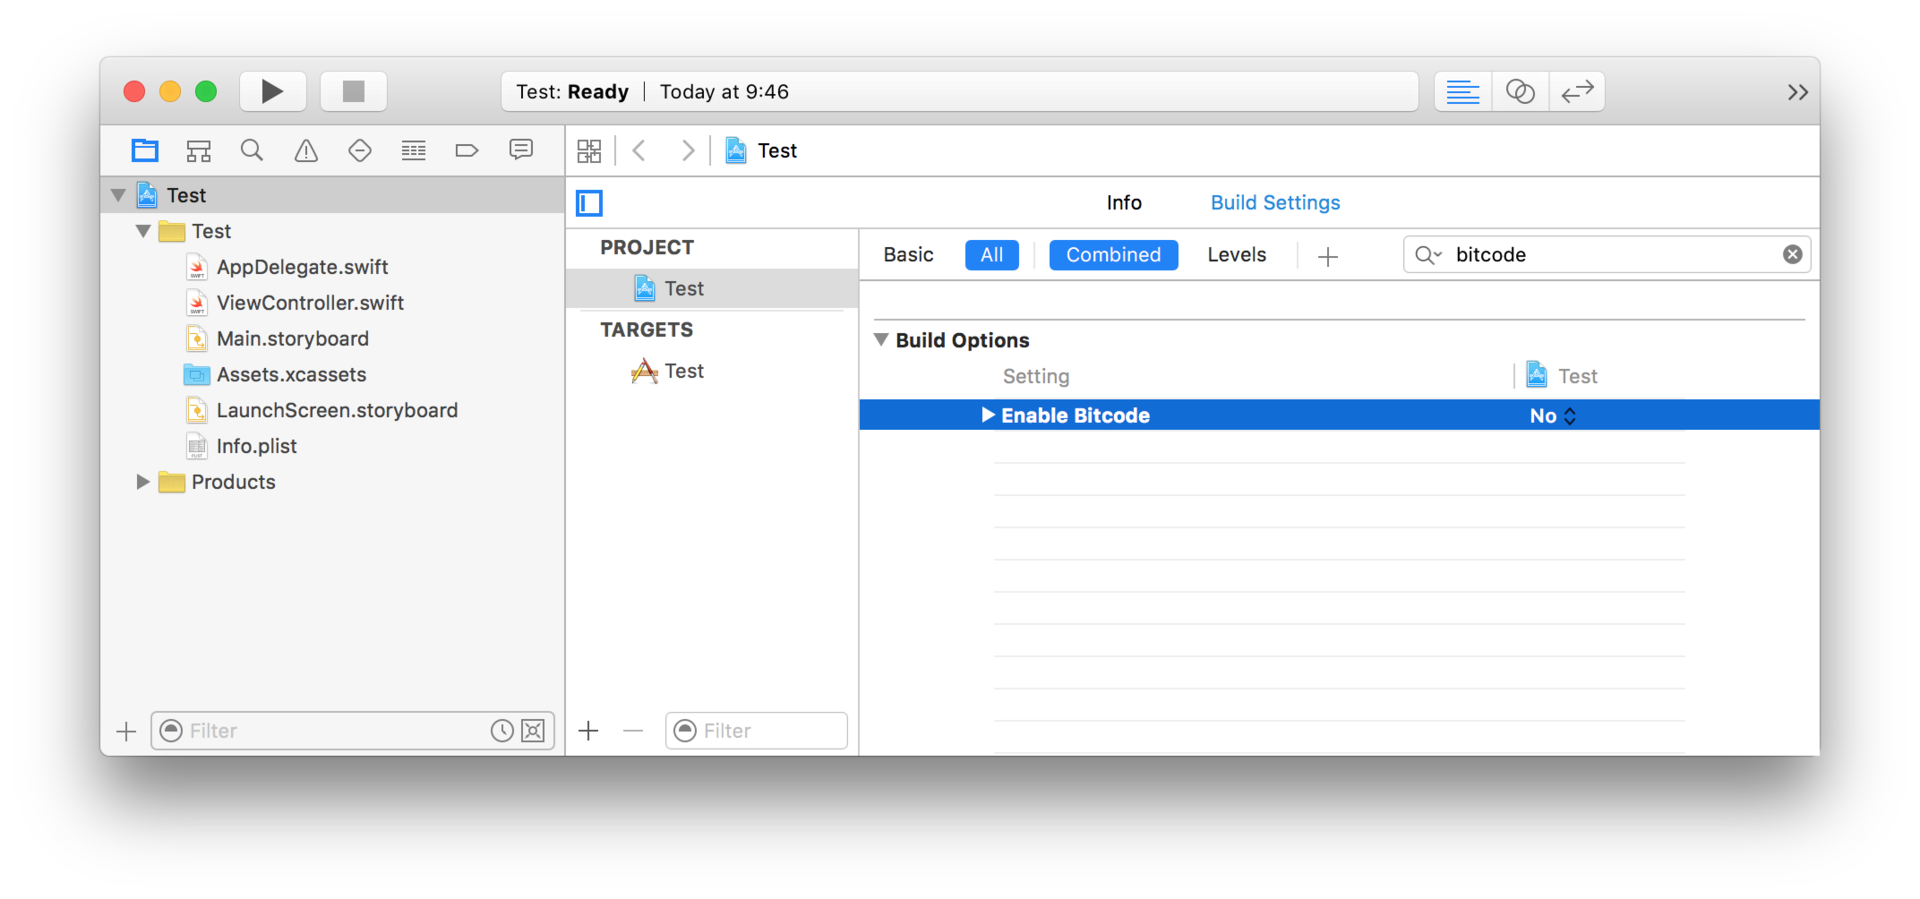 Test: Ready | Today at 9:46
Test
Test
Test
AppDelegate.swift
ViewController.swift
Main.storyboard
Assets.xcassets
LaunchScreen.storyboard
Info.plist
Products
Filter
Info Build Settings
PROJECT
Test
TARGETS
Test
Filter
Basic All Combined Levels
bitcode
Build Options
Setting Test
Enable Bitcode No